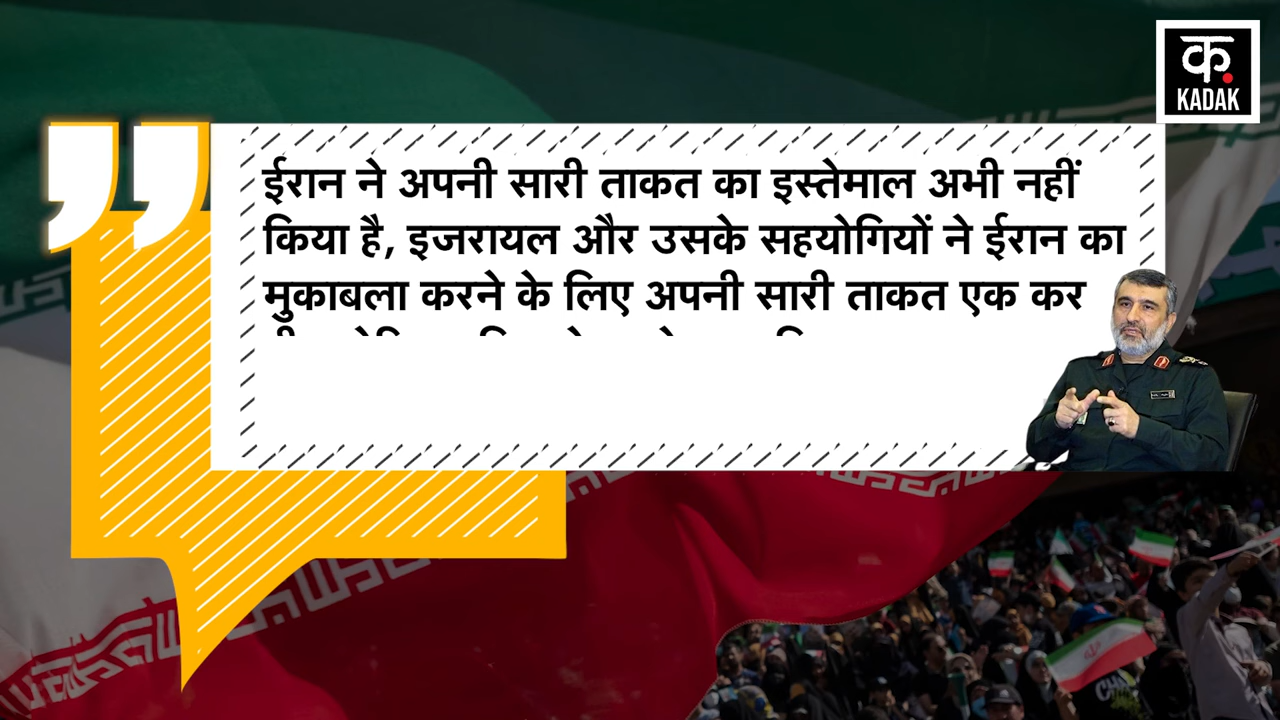 क
KADAK
ईरान ने अपनी सारी ताकत का इस्तेमाल अभी नहीं
किया है, इजरायल और उसके सहयोगियों ने ईरान का
मुकाबला करने के लिए अपनी सारी ताकत एक कर